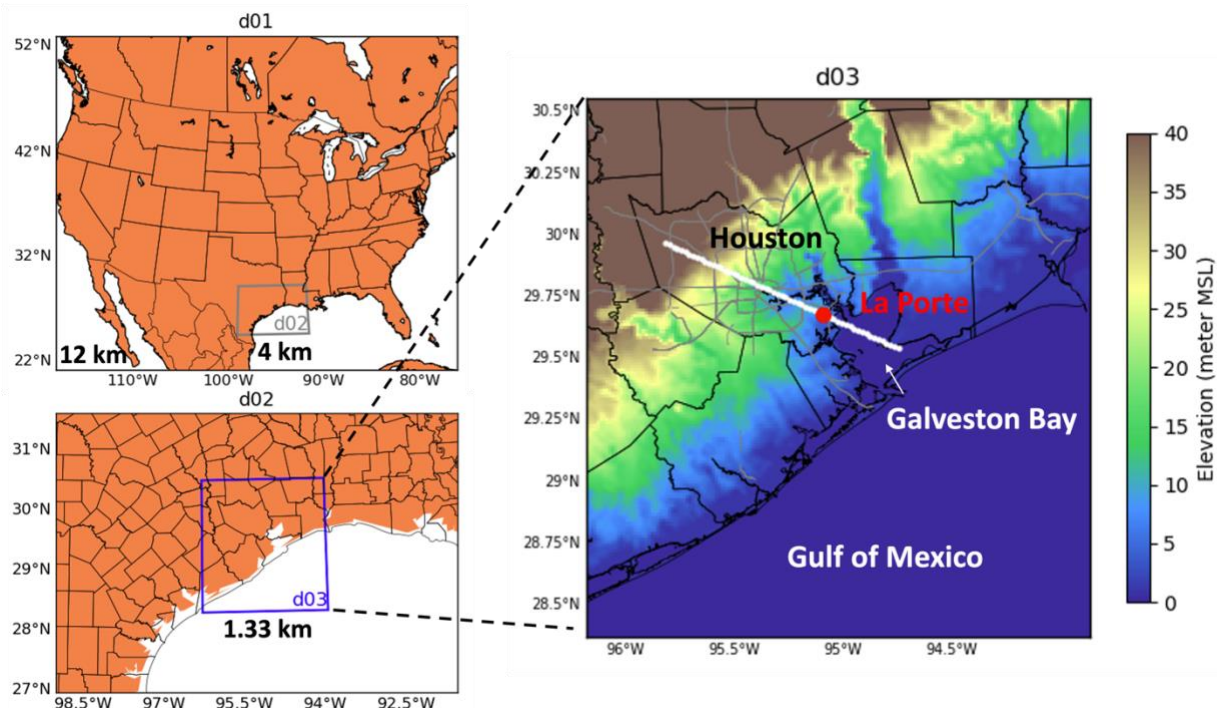 d01
52°N
42°N
32°N
22°N
d02
12 km
4 km
110°W 100°W 90°W 80°W
d02
31°N
30°N
29°N
28°N
27°N
d03
1.33 km
98.5°W 97°W 95.5°W 94°W 92.5°W
d03
30.5°N
30.25°N
30°N
29.75°N
29.5°N
29.25°N
29°N
28.75°N
28.5°N
Houston
La Porte
Galveston Bay
Gulf of Mexico
96°W 95.5°W 95°W 94.5°W
40
35
30
25
20
15
10
5
0
Elevation (meter MSL)